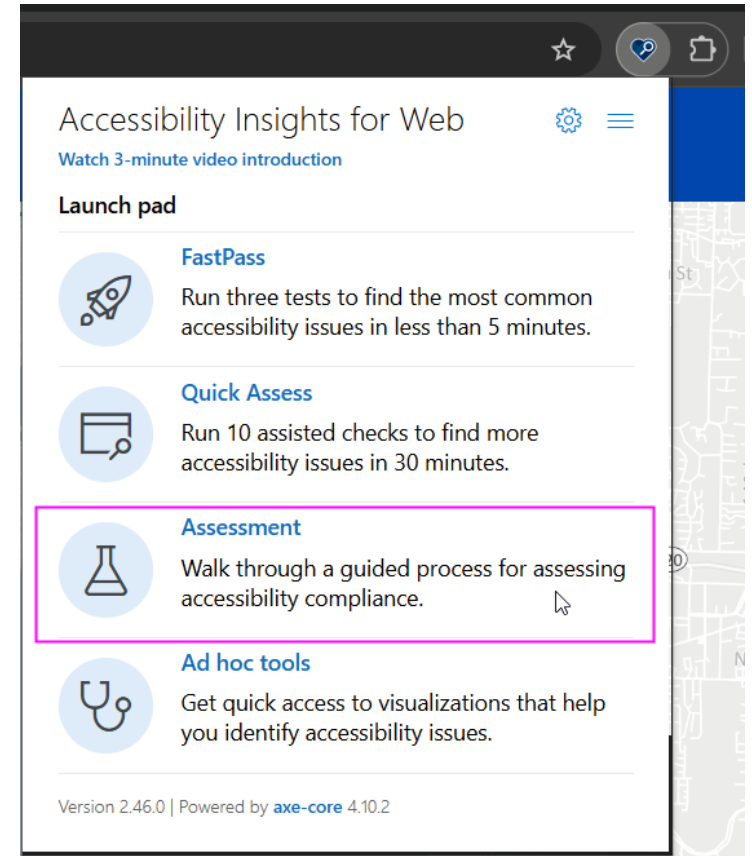 Accessibility Insights for Web
Watch 3-minute video introduction
Launch pad
FastPass
Run three tests to find the most common
accessibility issues in less than 5 minutes.
Quick Assess
Run 10 assisted checks to find more
accessibility issues in 30 minutes.
Assessment
Walk through a guided process for assessing
accessibility compliance.
Ad hoc tools
Get quick access to visualizations that help
you identify accessibility issues.
Version 2.46.0 | Powered by axe-core 4.10.2
St
N